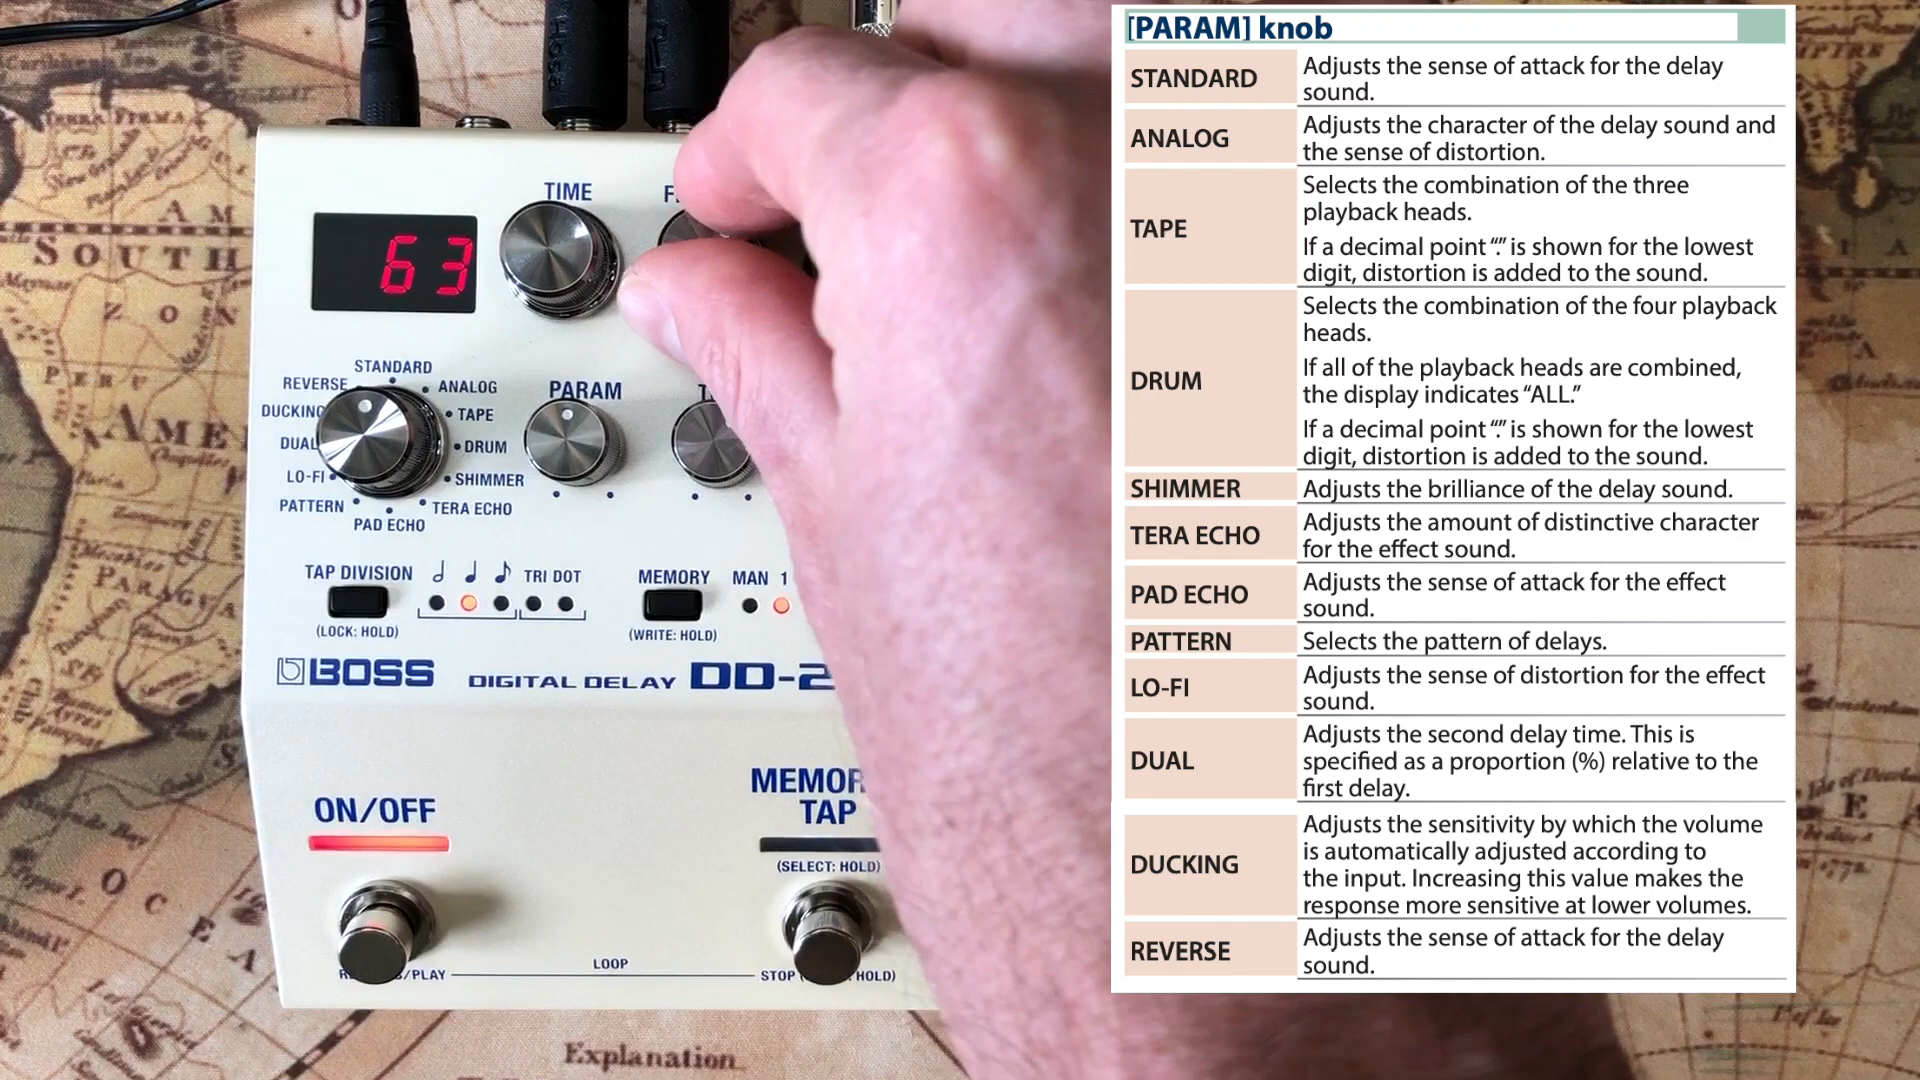 TIME
F
63
STANDARD
REVERSE
ANALOG
DUCKING
TAPE
DUAL
DRUM
LO-FI
SHIMMER
PATTERN
TERA ECHO
PAD ECHO
PARAM
T
TAP DIVISION
TRI DOT
(LOCK: HOLD)
MEMORY
MAN 1
(WRITE: HOLD)
BOSS
DIGITAL DELAY DD-2
ON/OFF
MEMOR
TAP
(SELECT: HOLD)
/PLAY
LOOP
STOP
HOLD)
Hosa
SOUTH
AM
ZON
PERU
AME
PARAGUA
OCEA
Explanation
[PARAM] knob
STANDARD
Adjusts the sense of attack for the delay
sound.
ANALOG
Adjusts the character of the delay sound and
the sense of distortion.
TAPE
Selects the combination of the three
playback heads.
If a decimal point “.” is shown for the lowest
digit, distortion is added to the sound.
DRUM
Selects the combination of the four playback
heads.
If all of the playback heads are combined,
the display indicates “ALL.”
If a decimal point “.” is shown for the lowest
digit, distortion is added to the sound.
SHIMMER
Adjusts the brilliance of the delay sound.
TERA ECHO
Adjusts the amount of distinctive character
for the effect sound.
PAD ECHO
Adjusts the sense of attack for the effect
sound.
PATTERN
Selects the pattern of delays.
LO-FI
Adjusts the sense of distortion for the effect
sound.
DUAL
Adjusts the second delay time. This is
specified as a proportion (%) relative to the
first delay.
DUCKING
Adjusts the sensitivity by which the volume
is automatically adjusted according to
the input. Increasing this value makes the
response more sensitive at lower volumes.
REVERSE
Adjusts the sense of attack for the delay
sound.